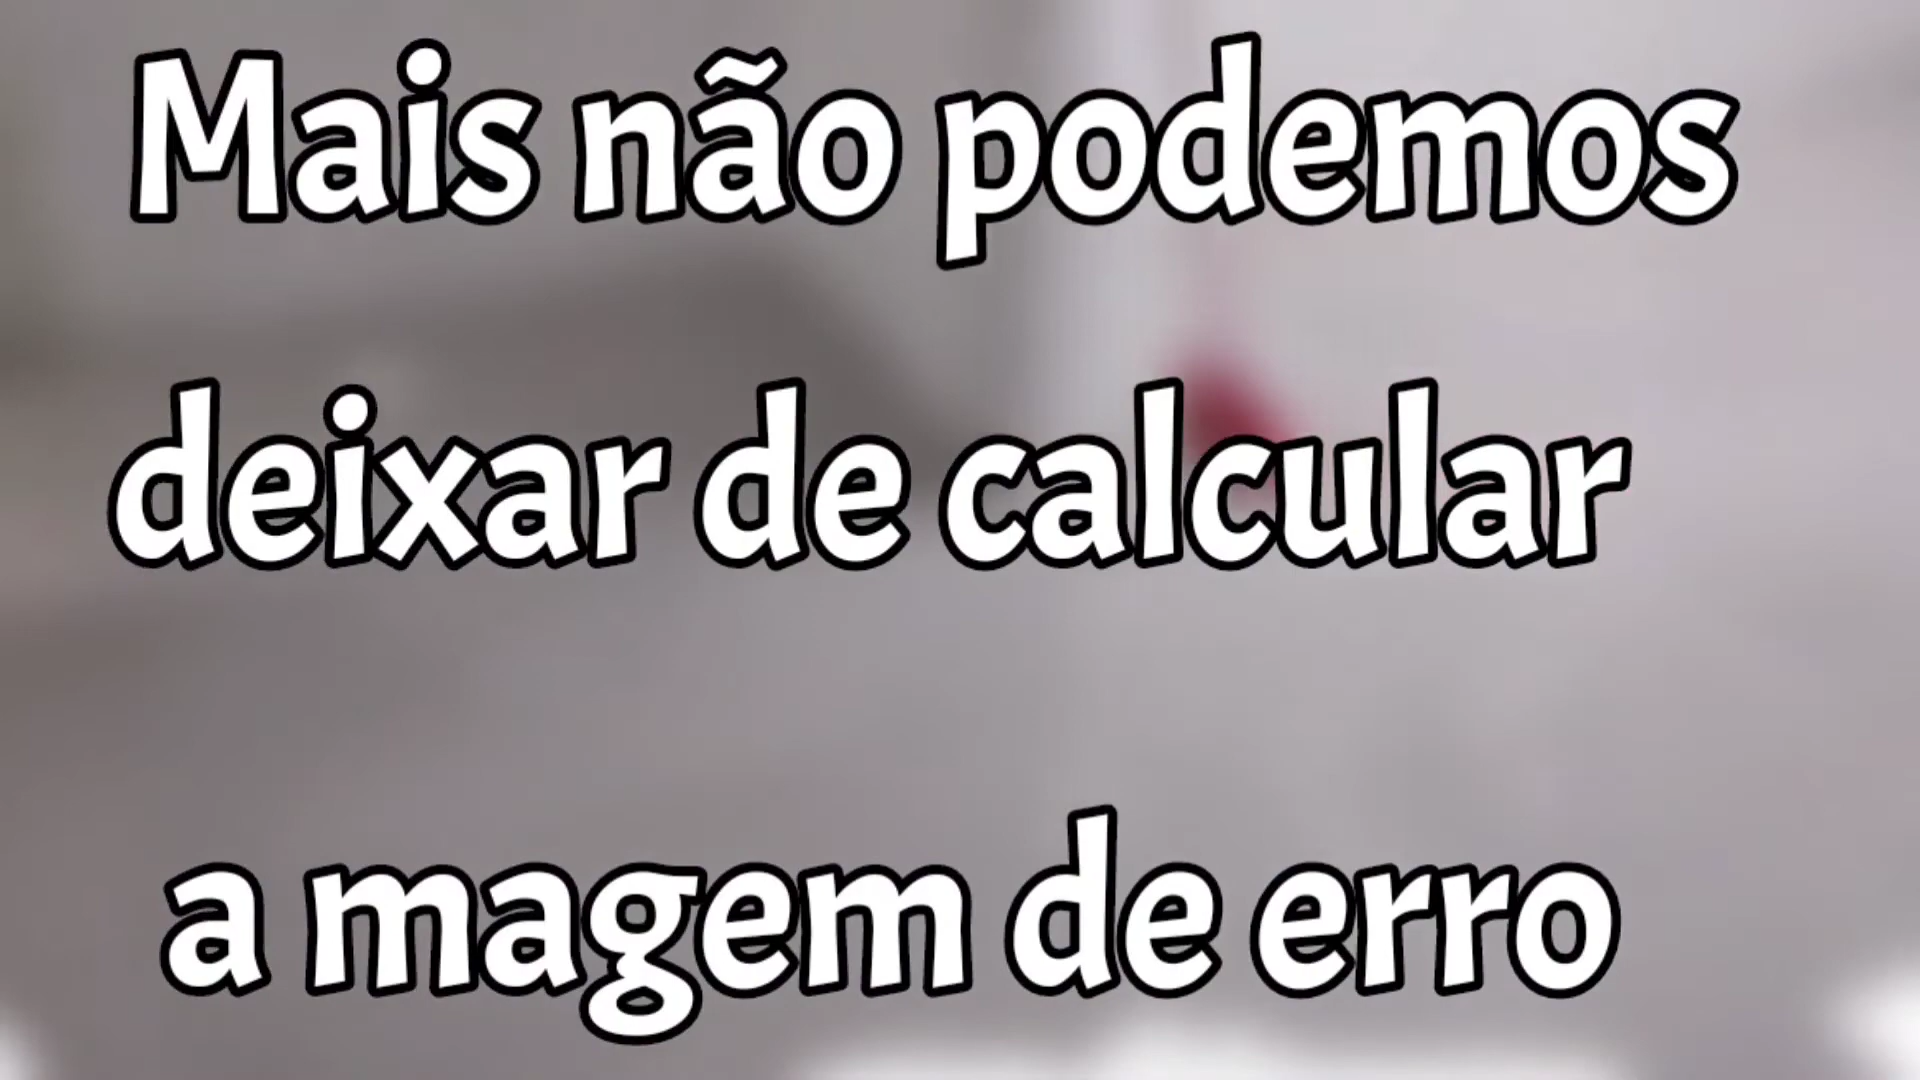 Mais não podemos
deixar de calcular
a magem de erro